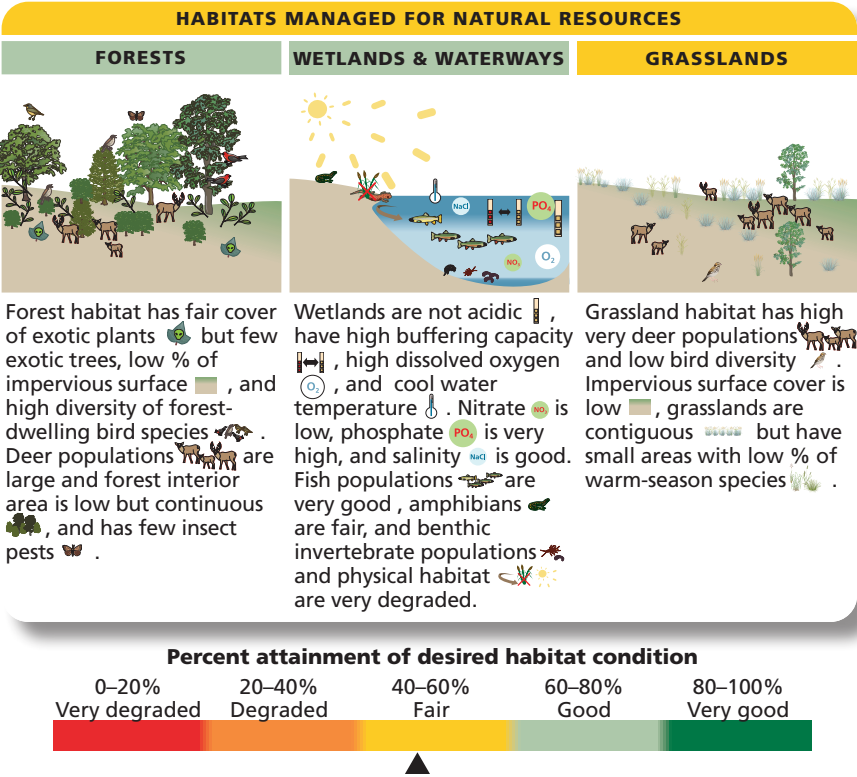 HABITATS MANAGED FOR NATURAL RESOURCES
FORESTS
WETLANDS & WATERWAYS
GRASSLANDS
NaCl
PO₄
NO₃
O₂
Forest habitat has fair cover
of exotic plants but few
exotic trees, low % of
impervious surface , and
high diversity of forest-
dwelling bird species .
Deer populations are
large and forest interior
area is low but continuous
, and has few insect
pests .
Wetlands are not acidic ,
have high buffering capacity
, high dissolved oxygen
O₂ , and cool water
temperature . Nitrate NO₃ is
low, phosphate PO₄ is very
high, and salinity NaCl is good.
Fish populations are
very good , amphibians
are fair, and benthic
invertebrate populations
and physical habitat
are very degraded.
Grassland habitat has high
very deer populations
and low bird diversity .
Impervious surface cover is
low , grasslands are
contiguous but have
small areas with low % of
warm-season species .
Percent attainment of desired habitat condition
0–20% 20–40% 40–60% 60–80% 80–100%
Very degraded Degraded Fair Good Very good